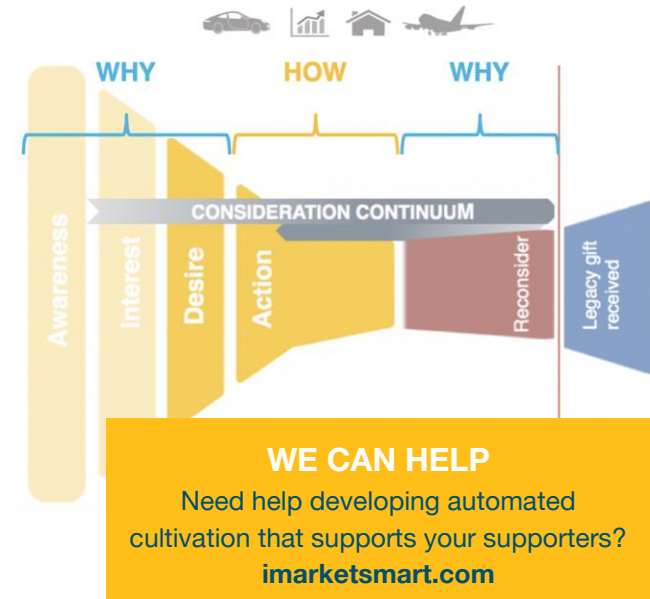 WHY
HOW
WHY
CONSIDERATION CONTINUUM
Awareness
Interest
Desire
Action
Reconsider
Legacy gift
received
WE CAN HELP
Need help developing automated
cultivation that supports your supporters?
imarketsmart.com